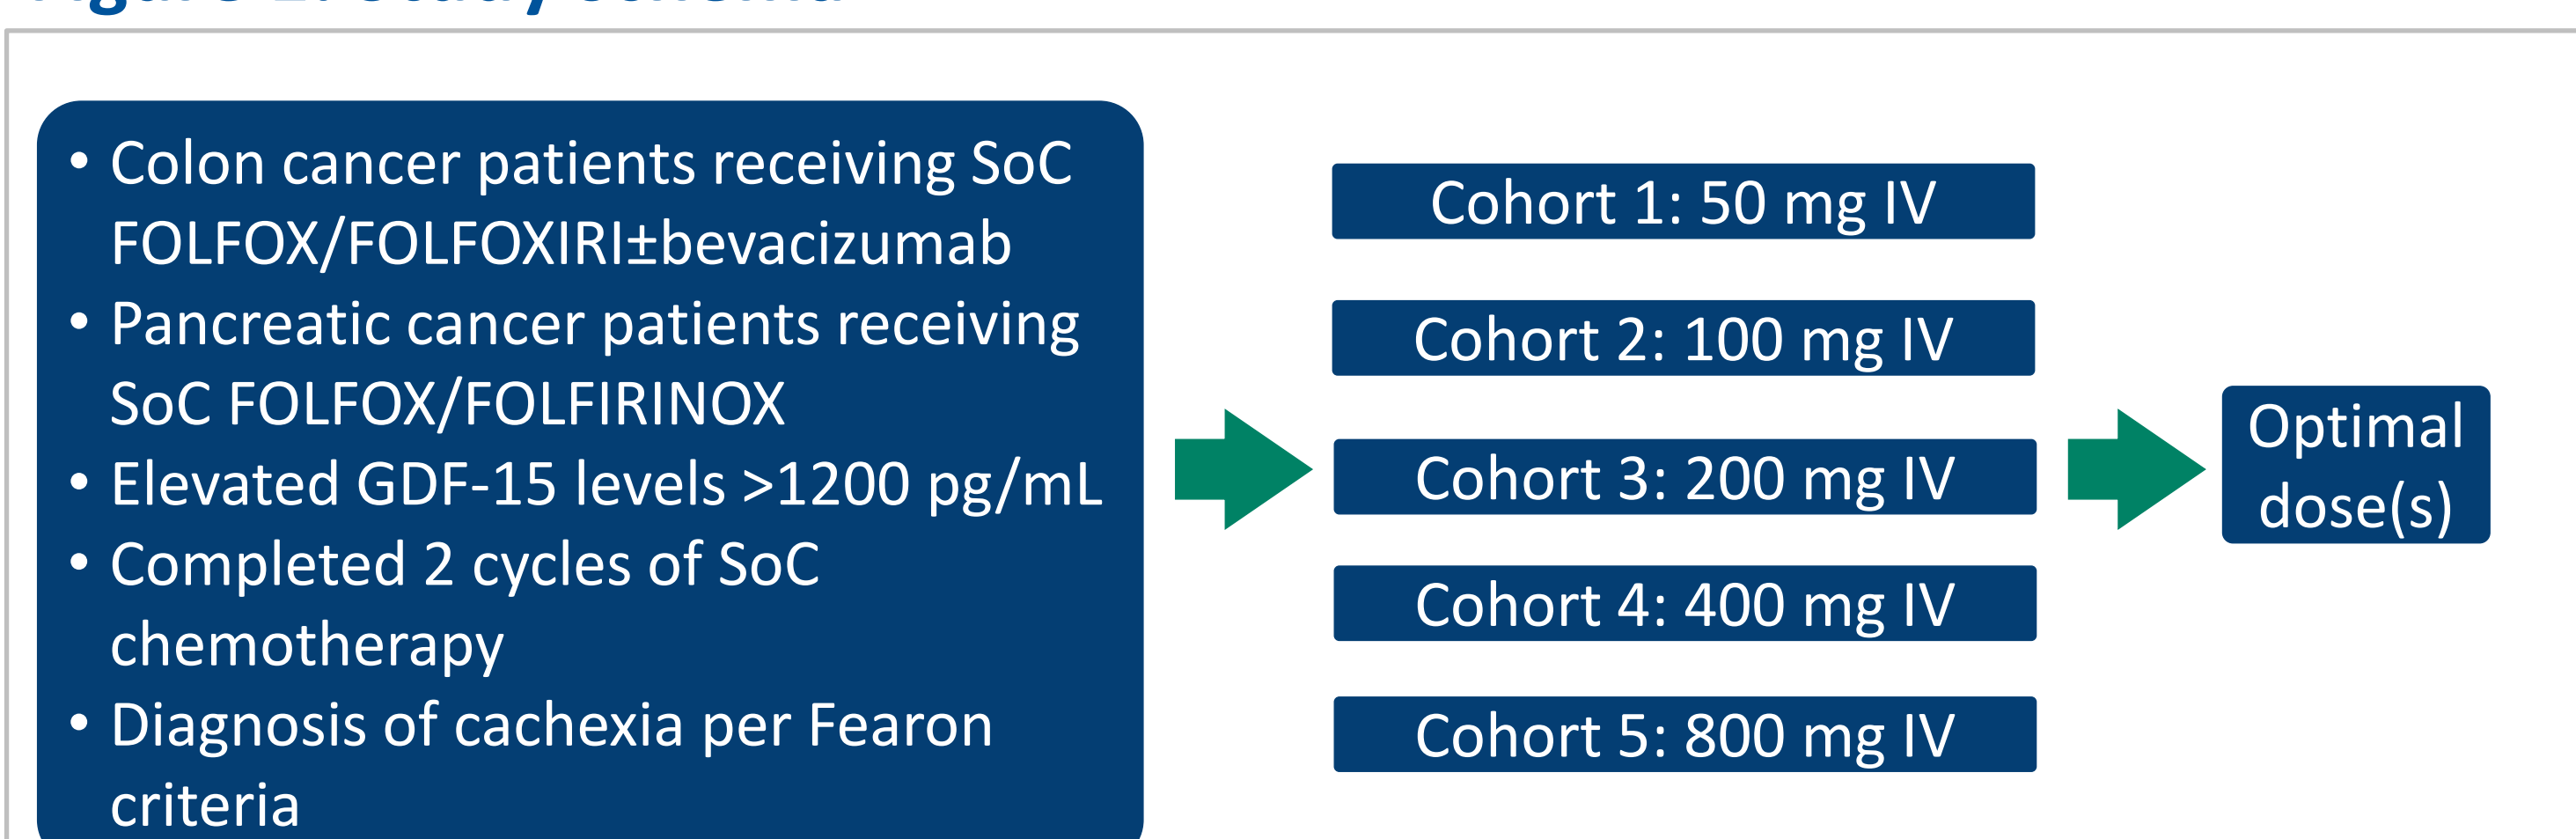 • Colon cancer patients receiving SoC
FOLFOX/FOLFOXIRI±bevacizumab
• Pancreatic cancer patients receiving
SoC FOLFOX/FOLFIRINOX
• Elevated GDF-15 levels >1200 pg/mL
• Completed 2 cycles of SoC
chemotherapy
• Diagnosis of cachexia per Fearon
criteria
Cohort 1: 50 mg IV
Cohort 2: 100 mg IV
Cohort 3: 200 mg IV
Cohort 4: 400 mg IV
Cohort 5: 800 mg IV
Optimal
dose(s)